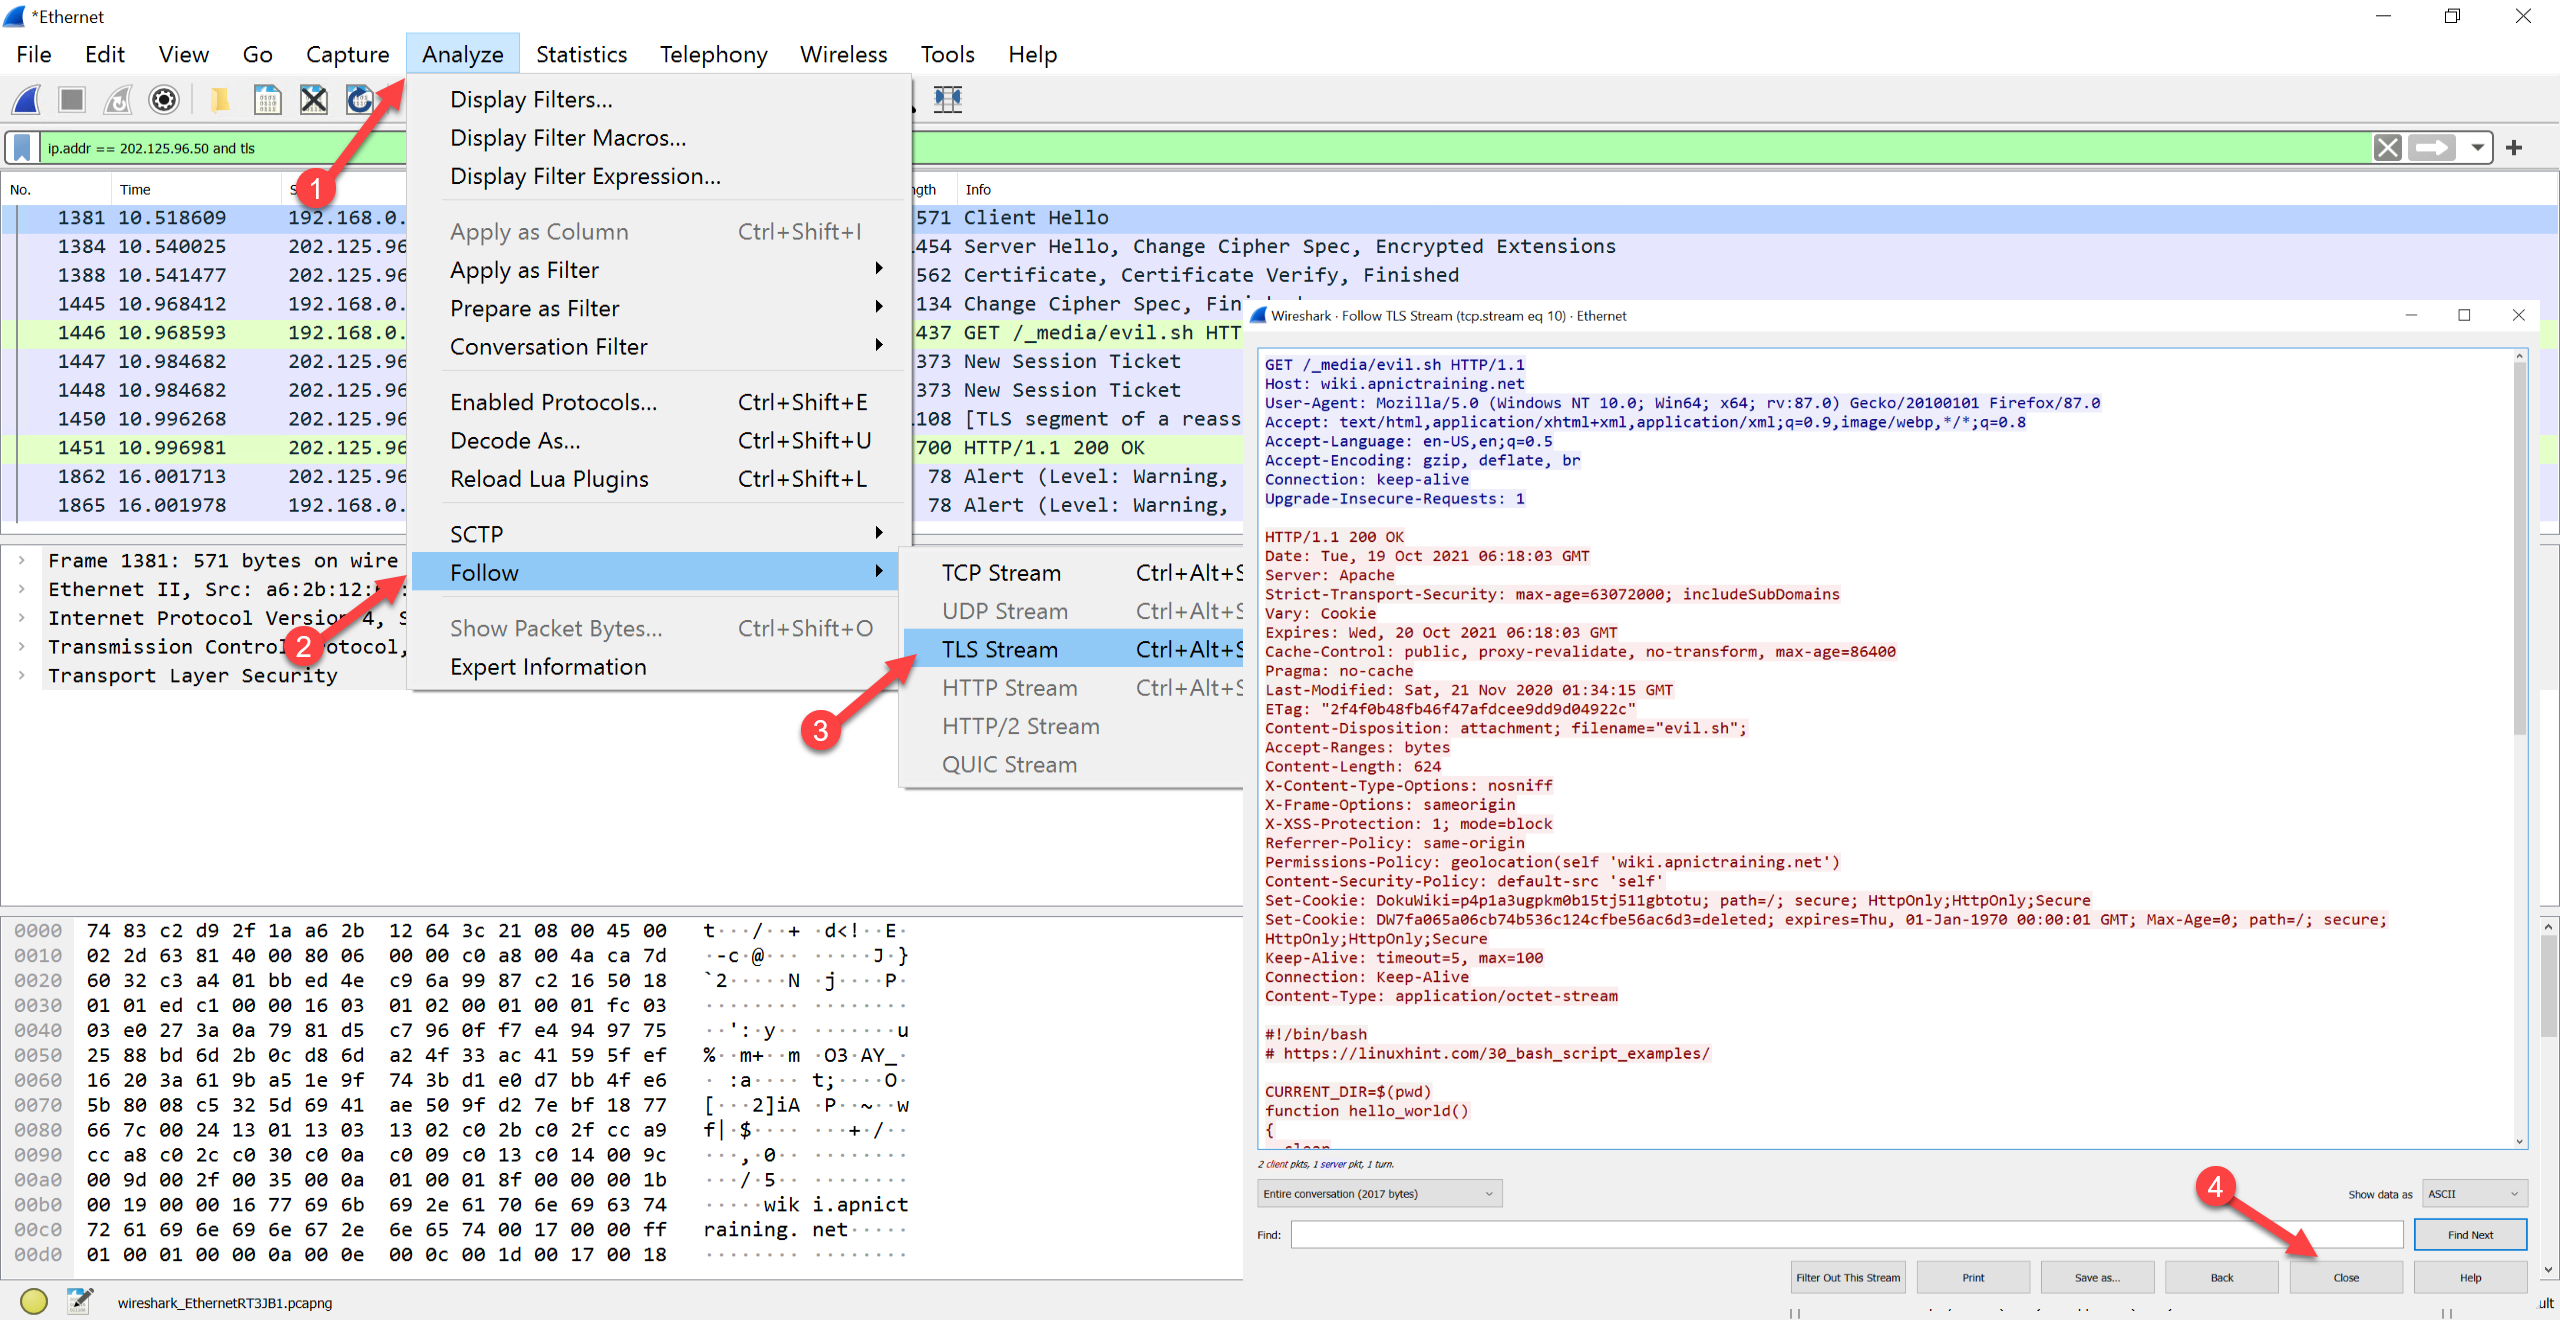 *Ethernet
File Edit View Go Capture Analyze Statistics Telephony Wireless Tools Help
ip.addr == 202.125.96.50 and tls
No. Time S ngth Info
1381 10.518609 192.168.0. 571 Client Hello
1384 10.540025 202.125.96 454 Server Hello, Change Cipher Spec, Encrypted Extensions
1388 10.541477 202.125.96 562 Certificate, Certificate Verify, Finished
1445 10.968412 192.168.0. 134 Change Cipher Spec, Fin
1446 10.968593 192.168.0. 437 GET /_media/evil.sh HTT
1447 10.984682 202.125.96 373 New Session Ticket
1448 10.984682 202.125.96 373 New Session Ticket
1450 10.996268 202.125.96 108 [TLS segment of a reass
1451 10.996981 202.125.96 700 HTTP/1.1 200 OK
1862 16.001713 202.125.96 78 Alert (Level: Warning,
1865 16.001978 192.168.0. 78 Alert (Level: Warning,
Display Filters...
Display Filter Macros...
Display Filter Expression...
Apply as Column Ctrl+Shift+I
Apply as Filter
Prepare as Filter
Conversation Filter
Enabled Protocols... Ctrl+Shift+E
Decode As... Ctrl+Shift+U
Reload Lua Plugins Ctrl+Shift+L
SCTP
Follow
Show Packet Bytes... Ctrl+Shift+O
Expert Information
TCP Stream Ctrl+Alt+S
UDP Stream Ctrl+Alt+S
TLS Stream Ctrl+Alt+S
HTTP Stream Ctrl+Alt+S
HTTP/2 Stream
QUIC Stream
1
2
3
4
Frame 1381: 571 bytes on wire
Ethernet II, Src: a6:2b:12:
Internet Protocol Version 4, S
Transmission Control Protocol,
Transport Layer Security
0000 74 83 c2 d9 2f 1a a6 2b 12 64 3c 21 08 00 45 00 t···/··+ ·d<!··E·
0010 02 2d 63 81 40 00 80 06 00 00 c0 a8 00 4a ca 7d ·-c·@··· ·····J·}
0020 60 32 c3 a4 01 bb ed 4e c9 6a 99 87 c2 16 50 18 `2·····N ·j····P·
0030 01 01 ed c1 00 00 16 03 01 02 00 01 00 01 fc 03 ········ ········
0040 03 e0 27 3a 0a 79 81 d5 c7 96 0f f7 e4 94 97 75 ··':·y·· ·······u
0050 25 88 bd 6d 2b 0c d8 6d a2 4f 33 ac 41 59 5f ef %··m+··m ·O3·AY_·
0060 16 20 3a 61 9b a5 1e 9f 74 3b d1 e0 d7 bb 4f e6 · :a···· t;····O·
0070 5b 80 08 c5 32 5d 69 41 ae 50 9f d2 7e bf 18 77 [···2]iA ·P··~··w
0080 66 7c 00 24 13 01 13 03 13 02 c0 2b c0 2f cc a9 f|·$···· ···+·/··
0090 cc a8 c0 2c c0 30 c0 0a c0 09 c0 13 c0 14 00 9c ···,·0·· ········
00a0 00 9d 00 2f 00 35 00 0a 01 00 01 8f 00 00 00 1b ···/·5·· ········
00b0 00 19 00 00 16 77 69 6b 69 2e 61 70 6e 69 63 74 ·····wik i.apnict
00c0 72 61 69 6e 69 6e 67 2e 6e 65 74 00 17 00 00 ff raining. net·····
00d0 01 00 01 00 00 0a 00 0e 00 0c 00 1d 00 17 00 18 ········ ········
wireshark_EthernetRT3JB1.pcapng
Wireshark · Follow TLS Stream (tcp.stream eq 10) · Ethernet
GET /_media/evil.sh HTTP/1.1
Host: wiki.apnictraining.net
User-Agent: Mozilla/5.0 (Windows NT 10.0; Win64; x64; rv:87.0) Gecko/20100101 Firefox/87.0
Accept: text/html,application/xhtml+xml,application/xml;q=0.9,image/webp,*/*;q=0.8
Accept-Language: en-US,en;q=0.5
Accept-Encoding: gzip, deflate, br
Connection: keep-alive
Upgrade-Insecure-Requests: 1
HTTP/1.1 200 OK
Date: Tue, 19 Oct 2021 06:18:03 GMT
Server: Apache
Strict-Transport-Security: max-age=63072000; includeSubDomains
Vary: Cookie
Expires: Wed, 20 Oct 2021 06:18:03 GMT
Cache-Control: public, proxy-revalidate, no-transform, max-age=86400
Pragma: no-cache
Last-Modified: Sat, 21 Nov 2020 01:34:15 GMT
ETag: "2f4f0b48fb46f47afdcee9dd9d04922c"
Content-Disposition: attachment; filename="evil.sh";
Accept-Ranges: bytes
Content-Length: 624
X-Content-Type-Options: nosniff
X-Frame-Options: sameorigin
X-XSS-Protection: 1; mode=block
Referrer-Policy: same-origin
Permissions-Policy: geolocation(self 'wiki.apnictraining.net')
Content-Security-Policy: default-src 'self'
Set-Cookie: DokuWiki=p4p1a3ugpkm0b15tj511gbtotu; path=/; secure; HttpOnly;HttpOnly;Secure
Set-Cookie: DW7fa065a06cb74b536c124cfbe56ac6d3=deleted; expires=Thu, 01-Jan-1970 00:00:01 GMT; Max-Age=0; path=/; secure;
HttpOnly;HttpOnly;Secure
Keep-Alive: timeout=5, max=100
Connection: Keep-Alive
Content-Type: application/octet-stream
#!/bin/bash
# https://linuxhint.com/30_bash_script_examples/
CURRENT_DIR=$(pwd)
function hello_world()
{
2 client pkts, 1 server pkt, 1 turn.
Entire conversation (2017 bytes) Show data as ASCII
Find: Find Next
Filter Out This Stream Print Save as... Back Close Help
ult